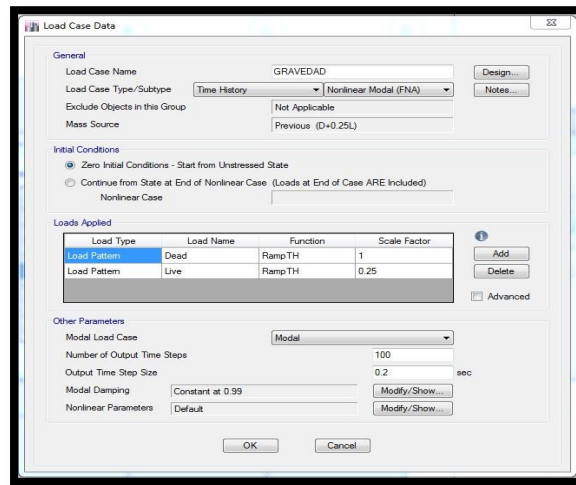 Load Case Data
General
Load Case Name GRAVEDAD Design...
Load Case Type/Subtype Time History Nonlinear Modal (FNA) Notes...
Exclude Objects in this Group Not Applicable
Mass Source Previous (D+0.25L)
Initial Conditions
Zero Initial Conditions - Start from Unstressed State
Continue from State at End of Nonlinear Case (Loads at End of Case ARE Included)
Nonlinear Case
Loads Applied
Load Type Load Name Function Scale Factor
Load Pattern Dead RampTH 1 Add
Load Pattern Live RampTH 0.25 Delete
Advanced
Other Parameters
Modal Load Case Modal
Number of Output Time Steps 100
Output Time Step Size 0.2 sec
Modal Damping Constant at 0.99 Modify/Show...
Nonlinear Parameters Default Modify/Show...
OK Cancel